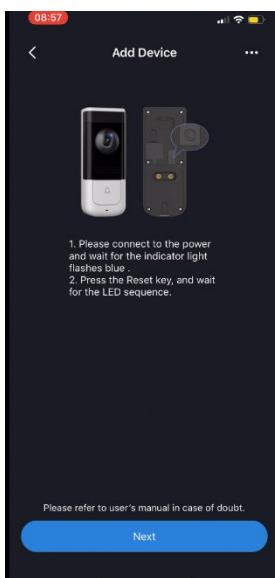 08:57
Add Device
1. Please connect to the power
and wait for the indicator light
flashes blue .
2. Press the Reset key, and wait
for the LED sequence.
Please refer to user's manual in case of doubt.
Next